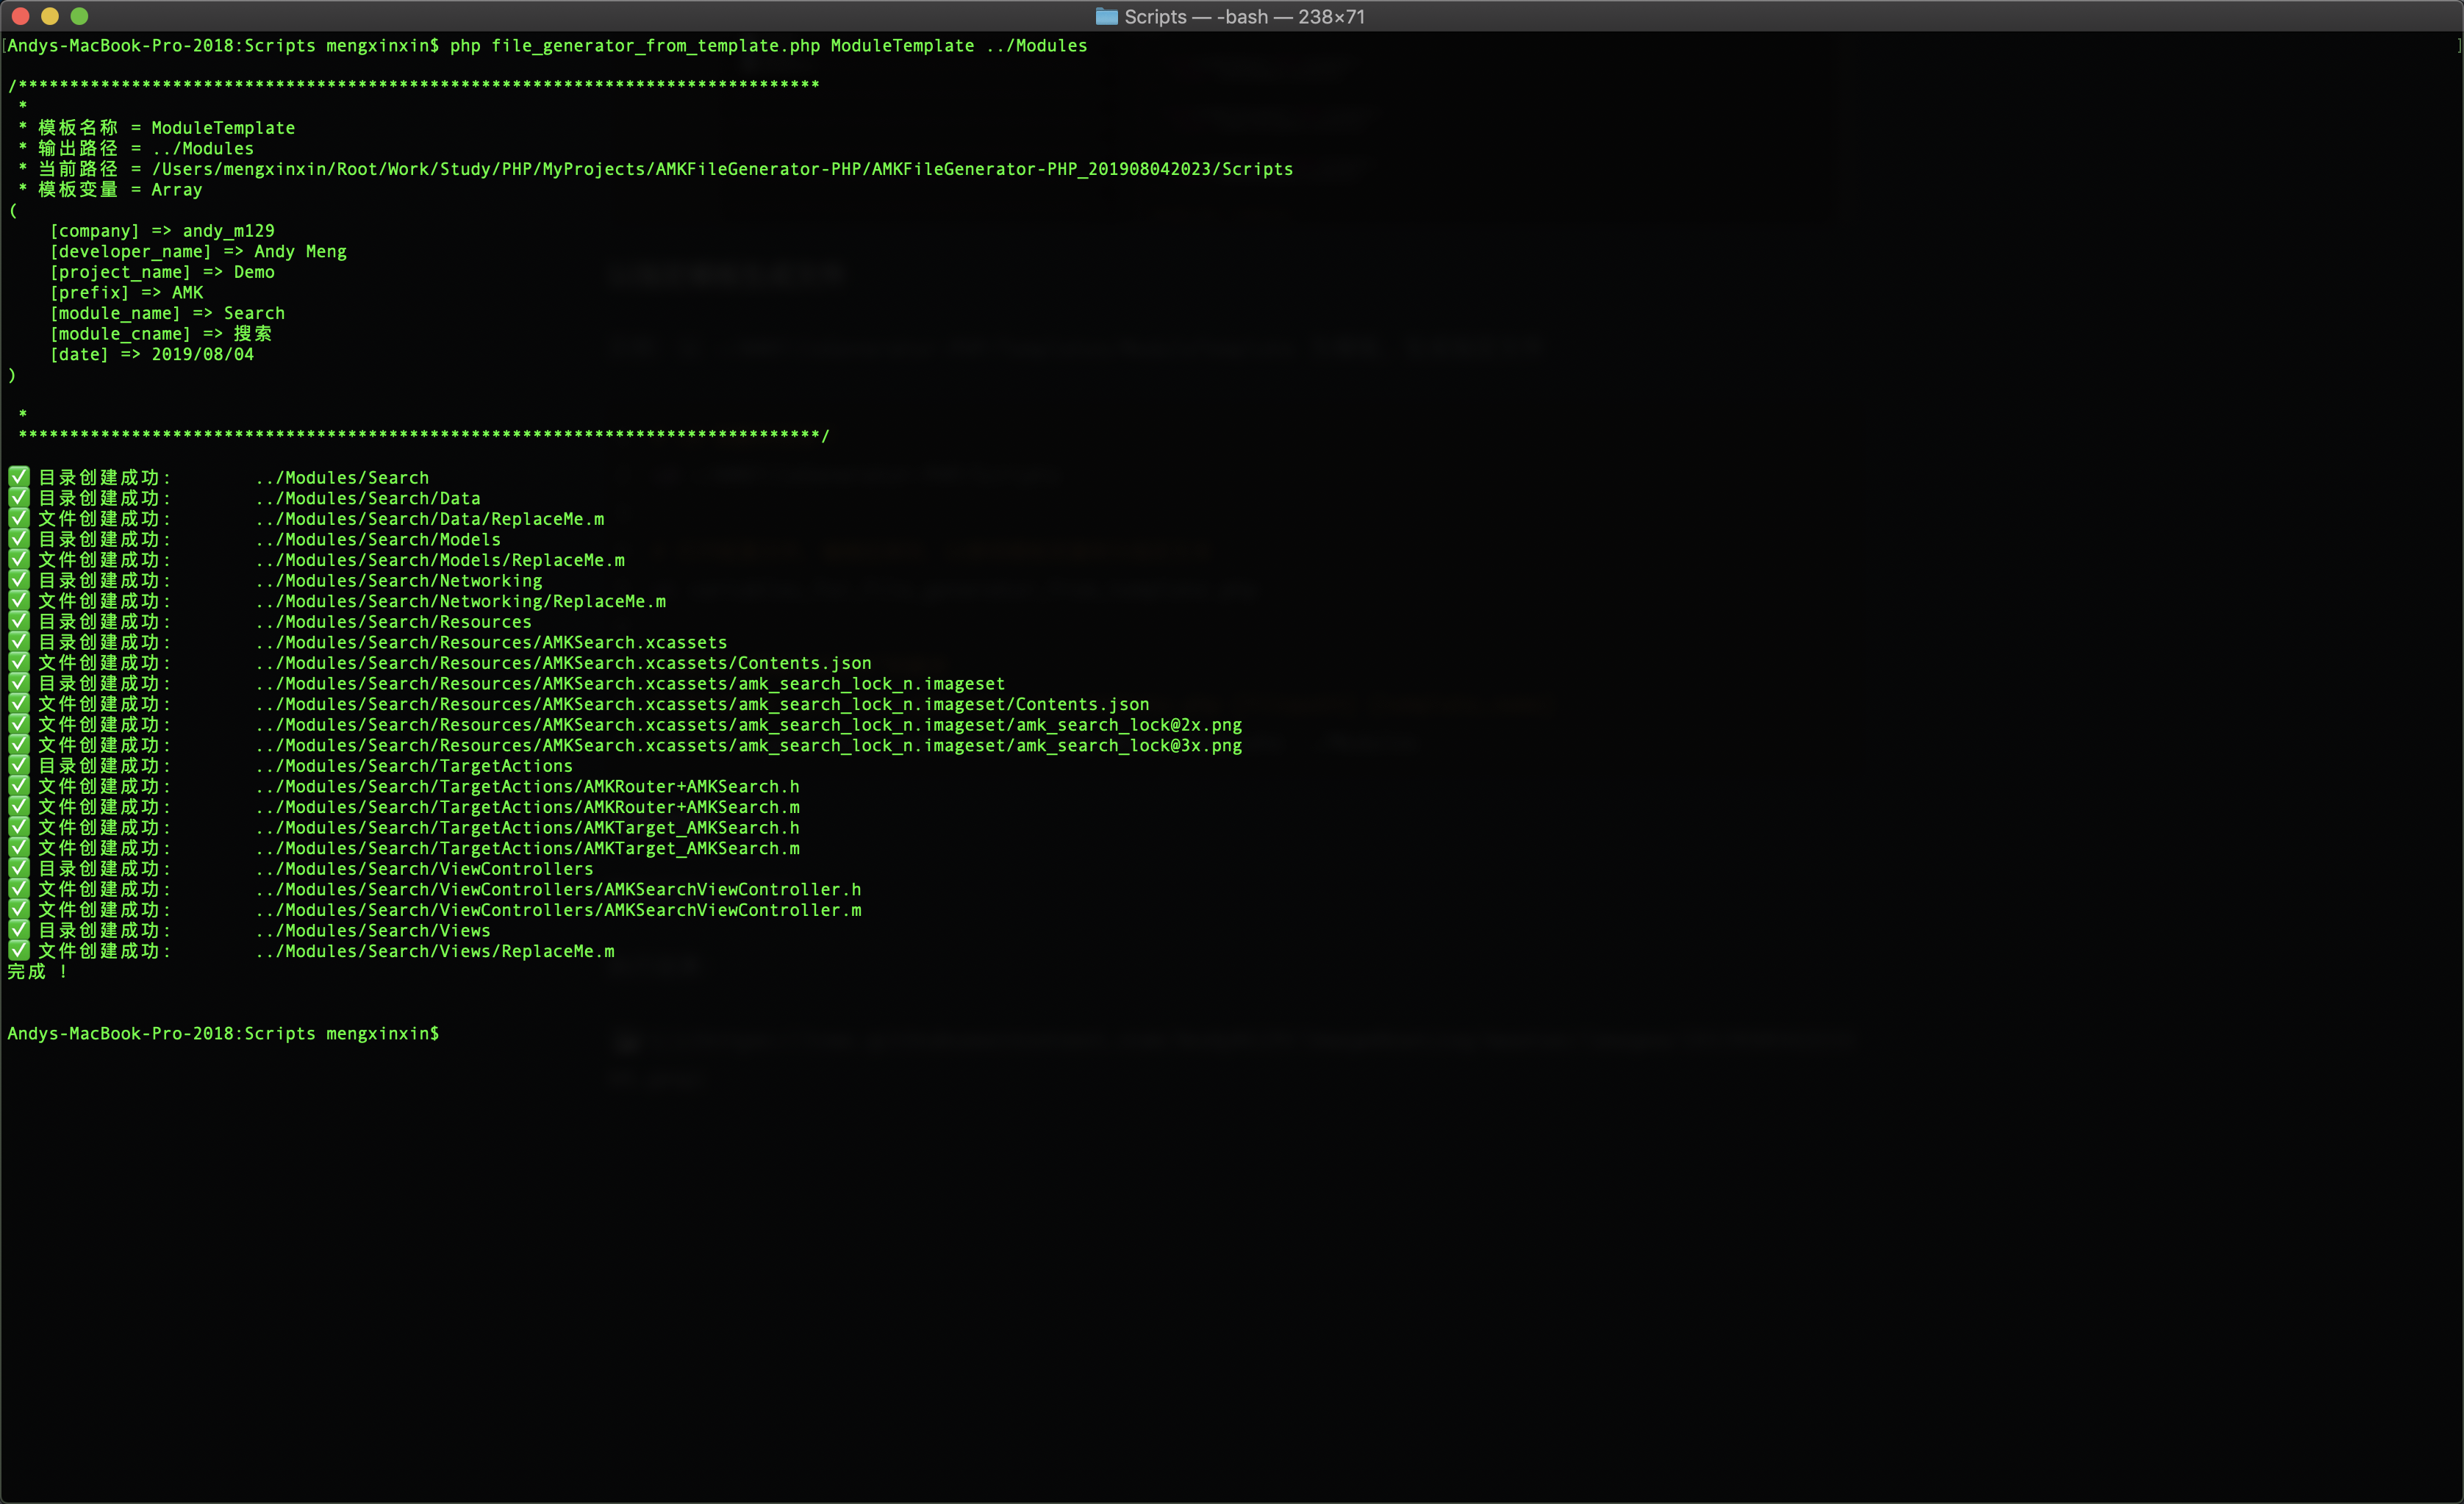 Scripts — -bash — 238×71
Andys-MacBook-Pro-2018:Scripts mengxinxin$ php file_generator_from_template.php ModuleTemplate ../Modules
/******************************************************************************
*
* 模板名称 = ModuleTemplate
* 输出路径 = ../Modules
* 当前路径 = /Users/mengxinxin/Root/Work/Study/PHP/MyProjects/AMKFileGenerator-PHP/AMKFileGenerator-PHP_201908042023/Scripts
* 模板变量 = Array
(
[company] => andy_m129
[developer_name] => Andy Meng
[project_name] => Demo
[prefix] => AMK
[module_name] => Search
[module_cname] => 搜索
[date] => 2019/08/04
)
*
******************************************************************************/
✅ 目录创建成功: ../Modules/Search
✅ 目录创建成功: ../Modules/Search/Data
✅ 文件创建成功: ../Modules/Search/Data/ReplaceMe.m
✅ 目录创建成功: ../Modules/Search/Models
✅ 文件创建成功: ../Modules/Search/Models/ReplaceMe.m
✅ 目录创建成功: ../Modules/Search/Networking
✅ 文件创建成功: ../Modules/Search/Networking/ReplaceMe.m
✅ 目录创建成功: ../Modules/Search/Resources
✅ 目录创建成功: ../Modules/Search/Resources/AMKSearch.xcassets
✅ 文件创建成功: ../Modules/Search/Resources/AMKSearch.xcassets/Contents.json
✅ 目录创建成功: ../Modules/Search/Resources/AMKSearch.xcassets/amk_search_lock_n.imageset
✅ 文件创建成功: ../Modules/Search/Resources/AMKSearch.xcassets/amk_search_lock_n.imageset/Contents.json
✅ 文件创建成功: ../Modules/Search/Resources/AMKSearch.xcassets/amk_search_lock_n.imageset/amk_search_lock@2x.png
✅ 文件创建成功: ../Modules/Search/Resources/AMKSearch.xcassets/amk_search_lock_n.imageset/amk_search_lock@3x.png
✅ 目录创建成功: ../Modules/Search/TargetActions
✅ 文件创建成功: ../Modules/Search/TargetActions/AMKRouter+AMKSearch.h
✅ 文件创建成功: ../Modules/Search/TargetActions/AMKRouter+AMKSearch.m
✅ 文件创建成功: ../Modules/Search/TargetActions/AMKTarget_AMKSearch.h
✅ 文件创建成功: ../Modules/Search/TargetActions/AMKTarget_AMKSearch.m
✅ 目录创建成功: ../Modules/Search/ViewControllers
✅ 文件创建成功: ../Modules/Search/ViewControllers/AMKSearchViewController.h
✅ 文件创建成功: ../Modules/Search/ViewControllers/AMKSearchViewController.m
✅ 目录创建成功: ../Modules/Search/Views
✅ 文件创建成功: ../Modules/Search/Views/ReplaceMe.m
完成 !
Andys-MacBook-Pro-2018:Scripts mengxinxin$